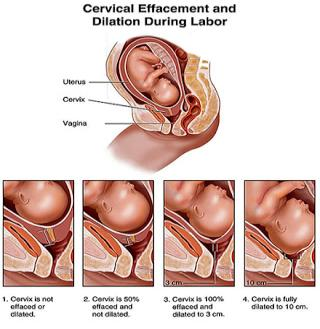 Cervical Effacement and
Dilation During Labor
Uterus
Cervix
Vagina
3 cm
10 cm
1. Cervix is not
effaced or
dilated.
2. Cervix is 50%
effaced and
not dilated.
3. Cervix is 100%
effaced and
dilated to 3 cm.
4. Cervix is fully
dilated to 10 cm.